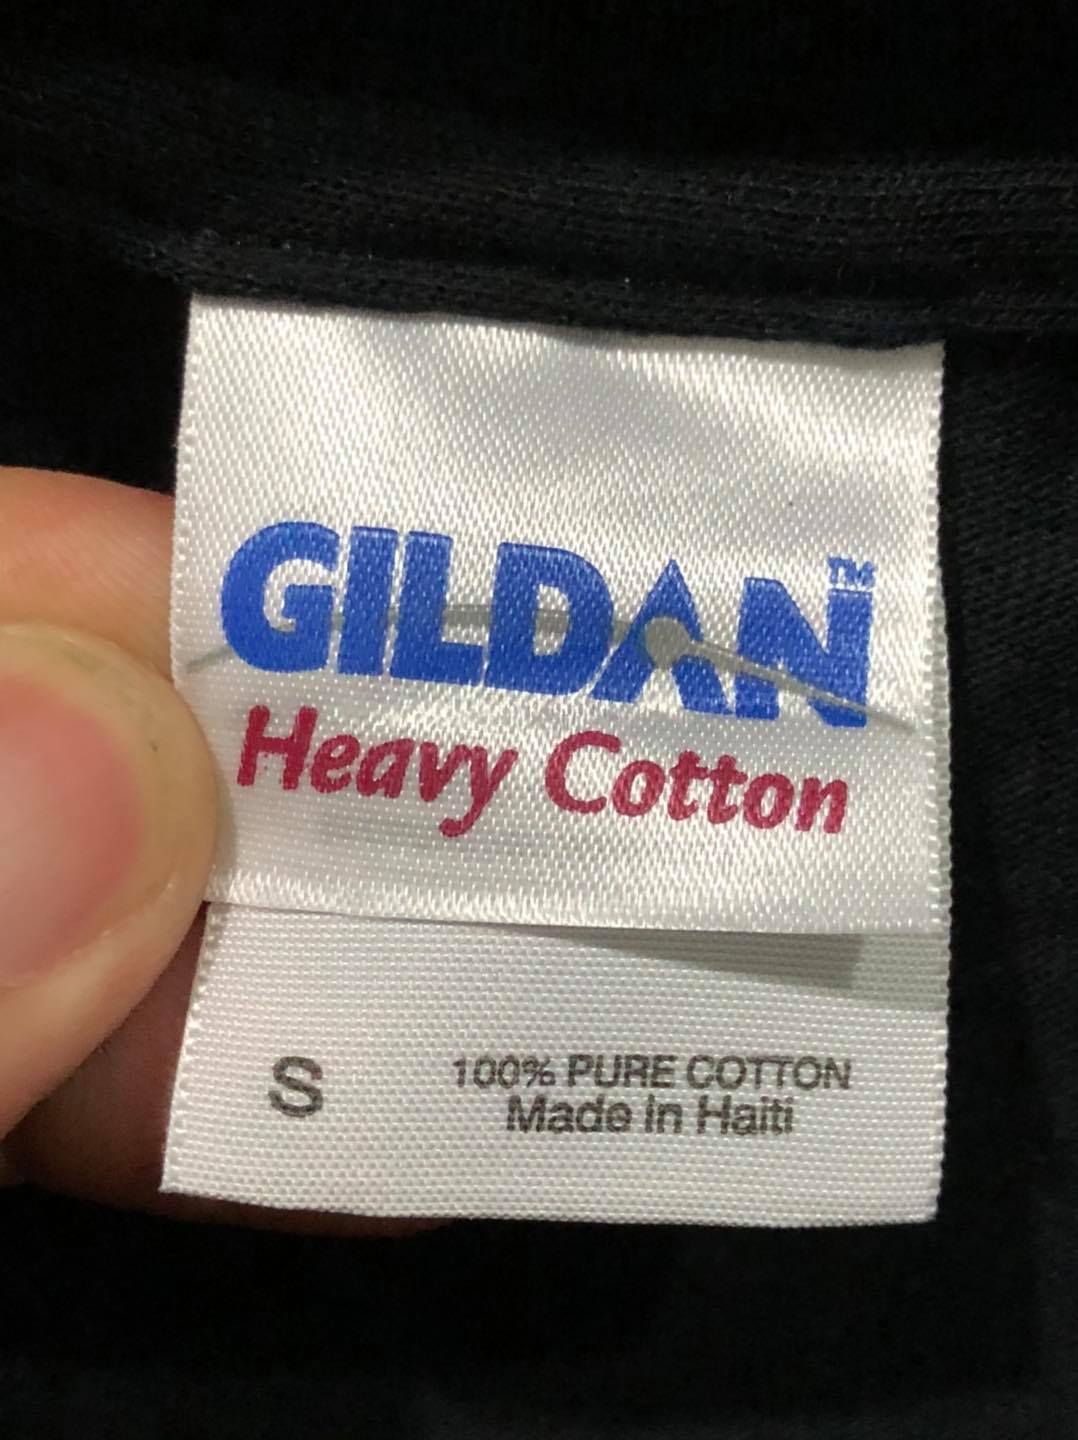 GILDAN™
Heavy Cotton
S
100% PURE COTTON
Made in Haiti